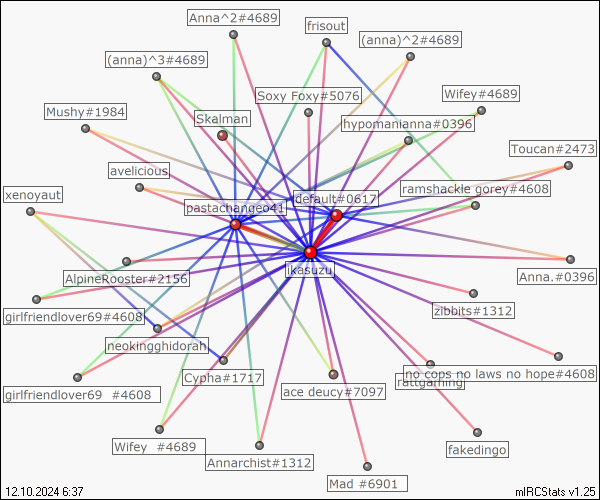 Anna^2#4689
frisout
(anna)^2#4689
(anna)^3#4689
Soxy Foxy#5076
Wifey#4689
Mushy#1984
Skalman
hypomanianna#0396
Toucan#2473
avelicious
default#0617
ramshackle gorey#4608
xenoyaut
pastachangeo41
ikasuzu
AlpineRooster#2156
Anna.#0396
girlfriendlover69#4608
zibbits#1312
neokingghidorah
Cypha#1717
rattgaming
no cops no laws no hope#4608
girlfriendlover69 #4608
ace deucy#7097
Wifey #4689
fakedingo
Annarchist#1312
Mad #6901
12.10.2024 6:37
mIRCStats v1.25